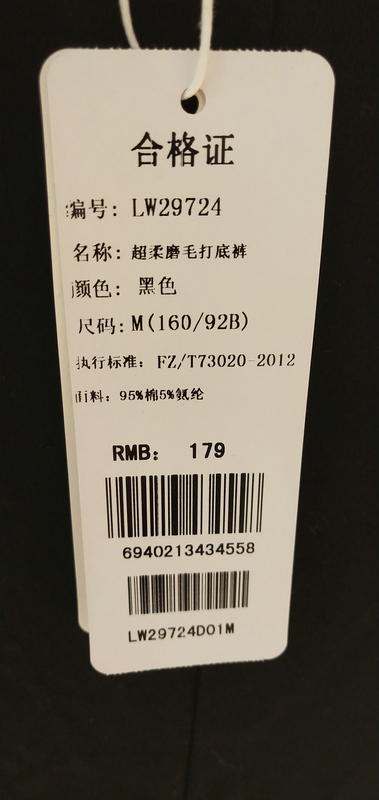 合格证
编号: LW29724
名称: 超柔磨毛打底裤
颜色: 黑色
尺码: M(160/92B)
执行标准: FZ/T73020-2012
面料: 95%棉5%氨纶
RMB: 179
6940213434558
LW29724D01M